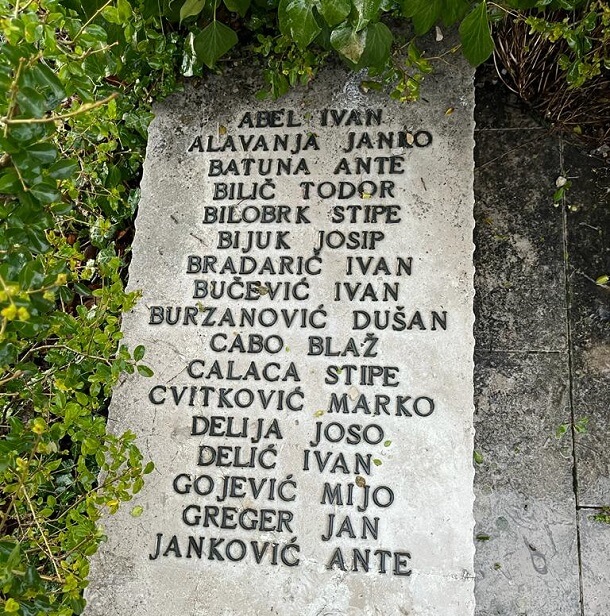 ABEL IVAN
ALAVANJA JANKO
BATUNA ANTE
BILIČ TODOR
BILOBRK STIPE
BIJUK JOSIP
BRADARIĆ IVAN
BUČEVIĆ IVAN
BURZANOVIĆ DUŠAN
CABO BLAŽ
CALACA STIPE
CVITKOVIĆ MARKO
DELIJA JOSO
DELIĆ IVAN
GOJEVIĆ MIJO
GREGER JAN
JANKOVIĆ ANTE